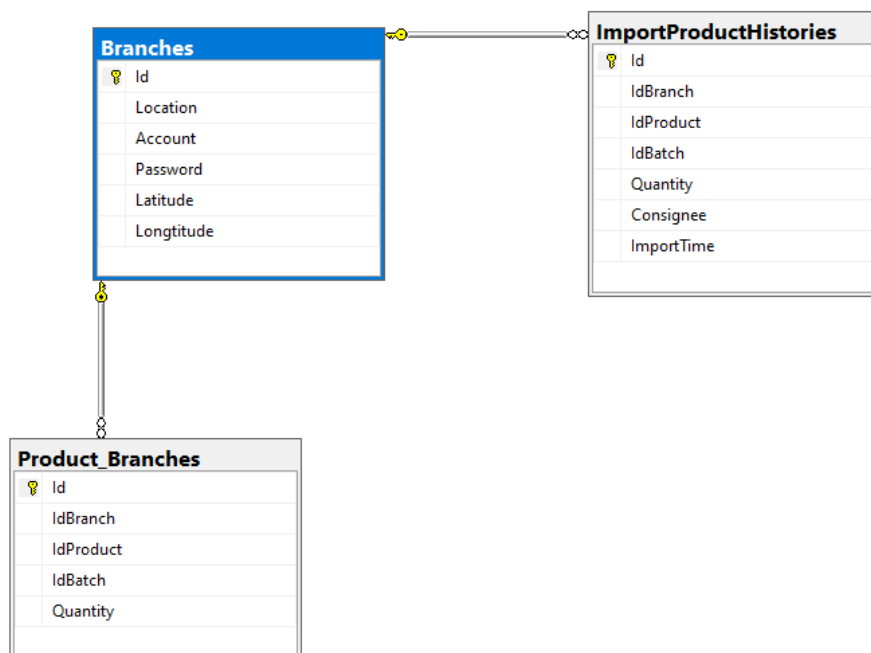 Branches
Id
Location
Account
Password
Latitude
Longtitude
ImportProductHistories
Id
IdBranch
IdProduct
IdBatch
Quantity
Consignee
ImportTime
Product_Branches
Id
IdBranch
IdProduct
IdBatch
Quantity